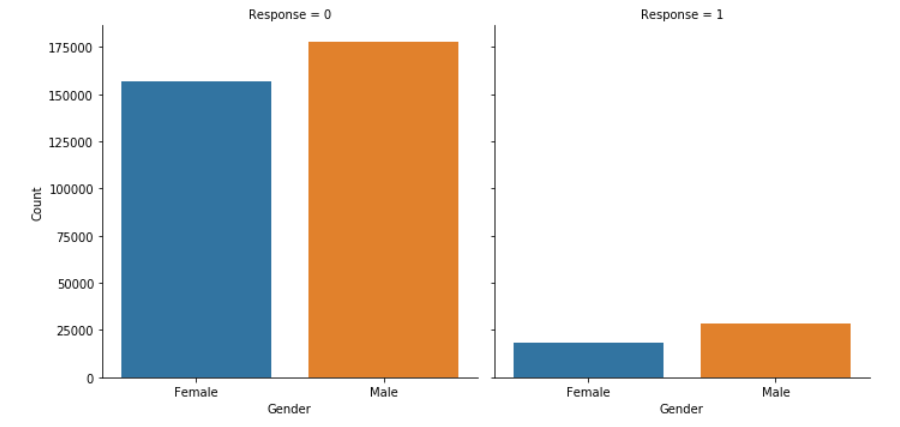 Response = 0
Response = 1
175000
150000
125000
100000
75000
50000
25000
0
Count
Female
Male
Female
Male
Gender
Gender